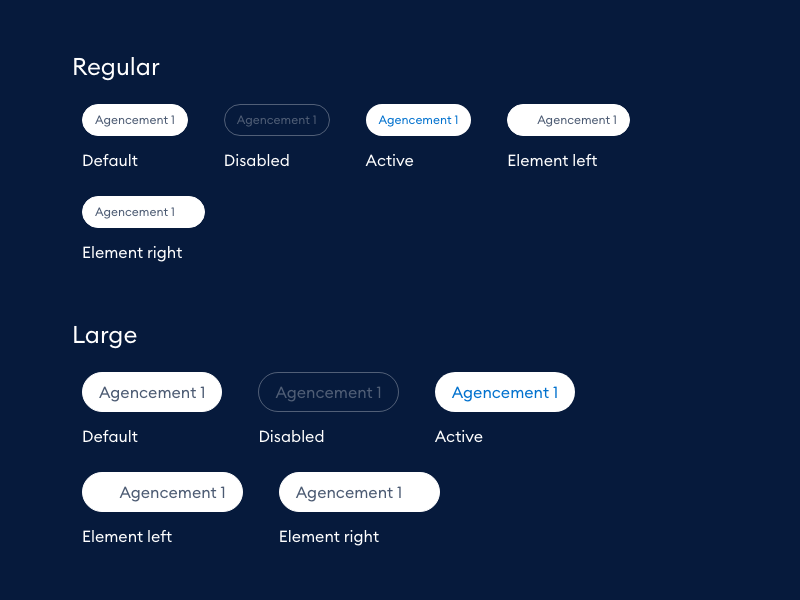 Regular
Agencement 1 Agencement 1 Agencement 1 Agencement 1
Default Disabled Active Element left
Agencement 1
Element right
Large
Agencement 1 Agencement 1 Agencement 1
Default Disabled Active
Agencement 1 Agencement 1
Element left Element right